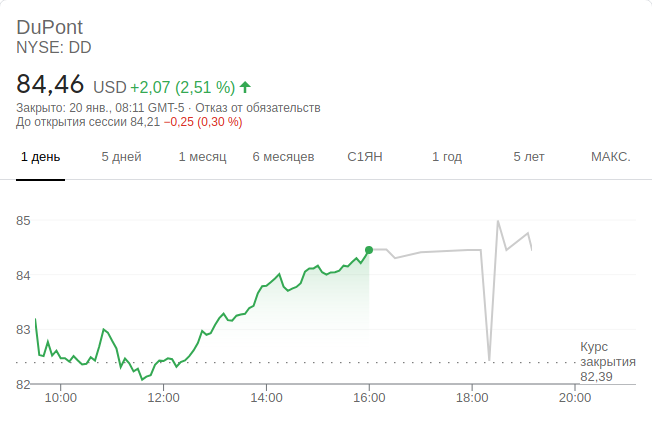 DuPont
NYSE: DD
84,46 USD +2,07 (2,51 %)
Закрыто: 20 янв., 08:11 GMT-5 · Отказ от обязательств
До открытия сессии 84,21 −0,25 (0,30 %)
1 день 5 дней 1 месяц 6 месяцев С1ЯН 1 год 5 лет МАКС.
85
84
83
Курс
закрытия
82,39
82
10:00 12:00 14:00 16:00 18:00 20:00